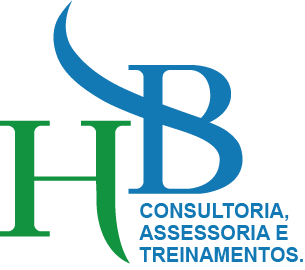 HB
CONSULTORIA,
ASSESSORIA E
TREINAMENTOS.